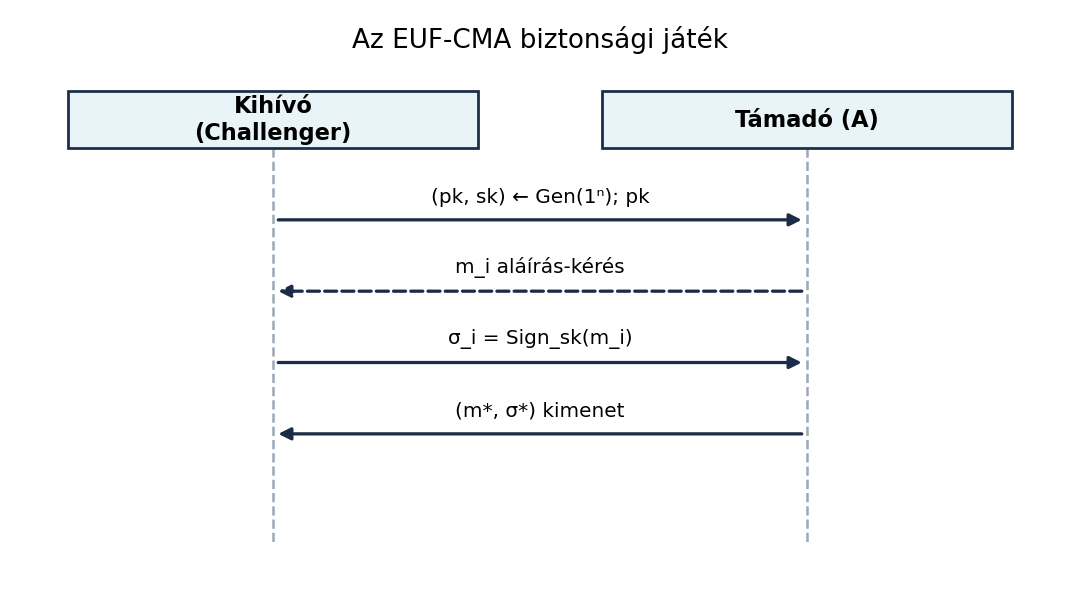 Az EUF-CMA biztonsági játék
Kihívó
(Challenger)
Támadó (A)
(pk, sk) ← Gen(1ⁿ); pk
m_i aláírás-kérés
σ_i = Sign_sk(m_i)
(m*, σ*) kimenet